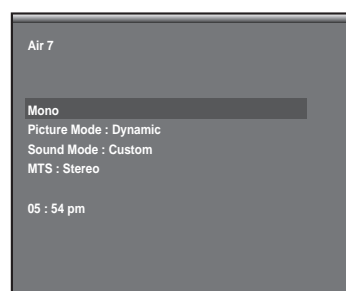 Air 7
Mono
Picture Mode : Dynamic
Sound Mode : Custom
MTS : Stereo
05 : 54 pm